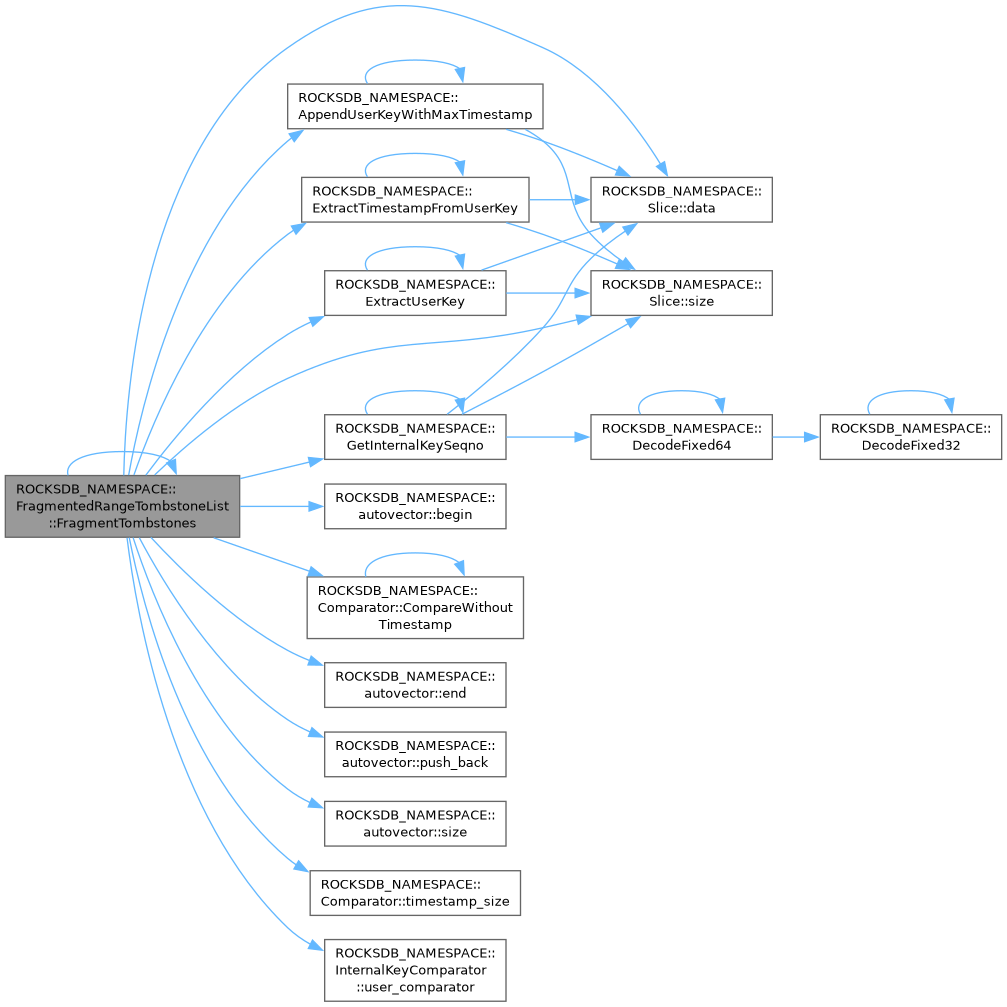 ROCKSDB_NAMESPACE::
AppendUserKeyWithMaxTimestamp
ROCKSDB_NAMESPACE::
ExtractTimestampFromUserKey
ROCKSDB_NAMESPACE::
Slice::data
ROCKSDB_NAMESPACE::
ExtractUserKey
ROCKSDB_NAMESPACE::
Slice::size
ROCKSDB_NAMESPACE::
GetInternalKeySeqno
ROCKSDB_NAMESPACE::
DecodeFixed64
ROCKSDB_NAMESPACE::
DecodeFixed32
ROCKSDB_NAMESPACE::
FragmentedRangeTombstoneList
::FragmentTombstones
ROCKSDB_NAMESPACE::
autovector::begin
ROCKSDB_NAMESPACE::
Comparator::CompareWithout
Timestamp
ROCKSDB_NAMESPACE::
autovector::end
ROCKSDB_NAMESPACE::
autovector::push_back
ROCKSDB_NAMESPACE::
autovector::size
ROCKSDB_NAMESPACE::
Comparator::timestamp_size
ROCKSDB_NAMESPACE::
InternalKeyComparator
::user_comparator